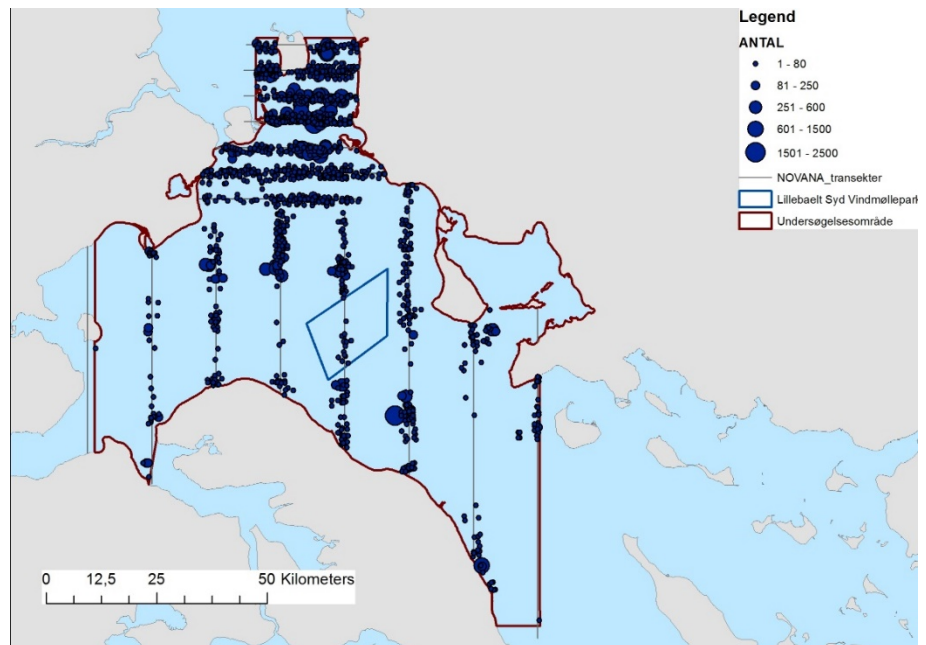 Legend
ANTAL
1 - 80
81 - 250
251 - 600
601 - 1500
1501 - 2500
NOVANA_transekter
Lillebaelt Syd Vindmøllepark
Undersøgelsesområde
0 12,5 25 50 Kilometers